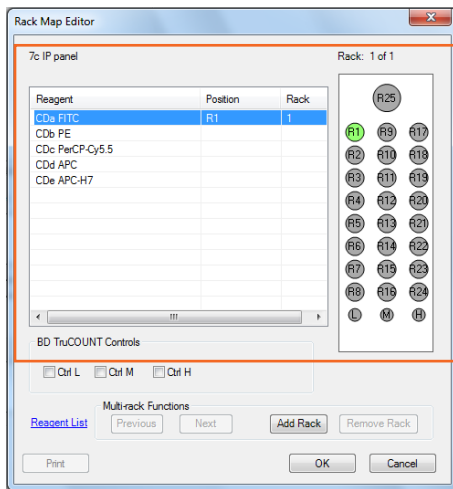 Rack Map Editor
7c IP panel Rack: 1 of 1
R25
Reagent Position Rack
CDa FITC R1 1
CDb PE
CDc PerCP-Cy5.5
CDd APC
CDe APC-H7
R1 R9 R17
R2 R10 R18
R3 R11 R19
R4 R12 R20
R5 R13 R21
R6 R14 R22
R7 R15 R23
R8 R16 R24
L M H
BD TruCOUNT Controls
Ctrl L Ctrl M Ctrl H
Multi-rack Functions
Reagent List Previous Next Add Rack Remove Rack
Print OK Cancel